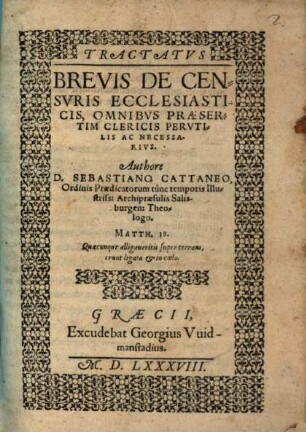 TRACTATVS
BREVIS DE CEN-
SVRIS ECCLESIASTI-
CIS, OMNIBVS PRÆSER-
TIM CLERICIS PERVTI-
LIS AC NECESSA-
RIVS.
Authore
D. SEBASTIANO CATTANEO,
Ordinis Prædicatorum tūnc temporis Illu-
strissi: Archipræsulis Salis-
burgen: Theo-
logo.
MATTH. 18.
Quæcunque alligaueritis super terram,
erunt ligata & in cœlo.
GRÆCII,
Excudebat Georgius Vuid-
manstadius.
M. D. LXXXVIII.